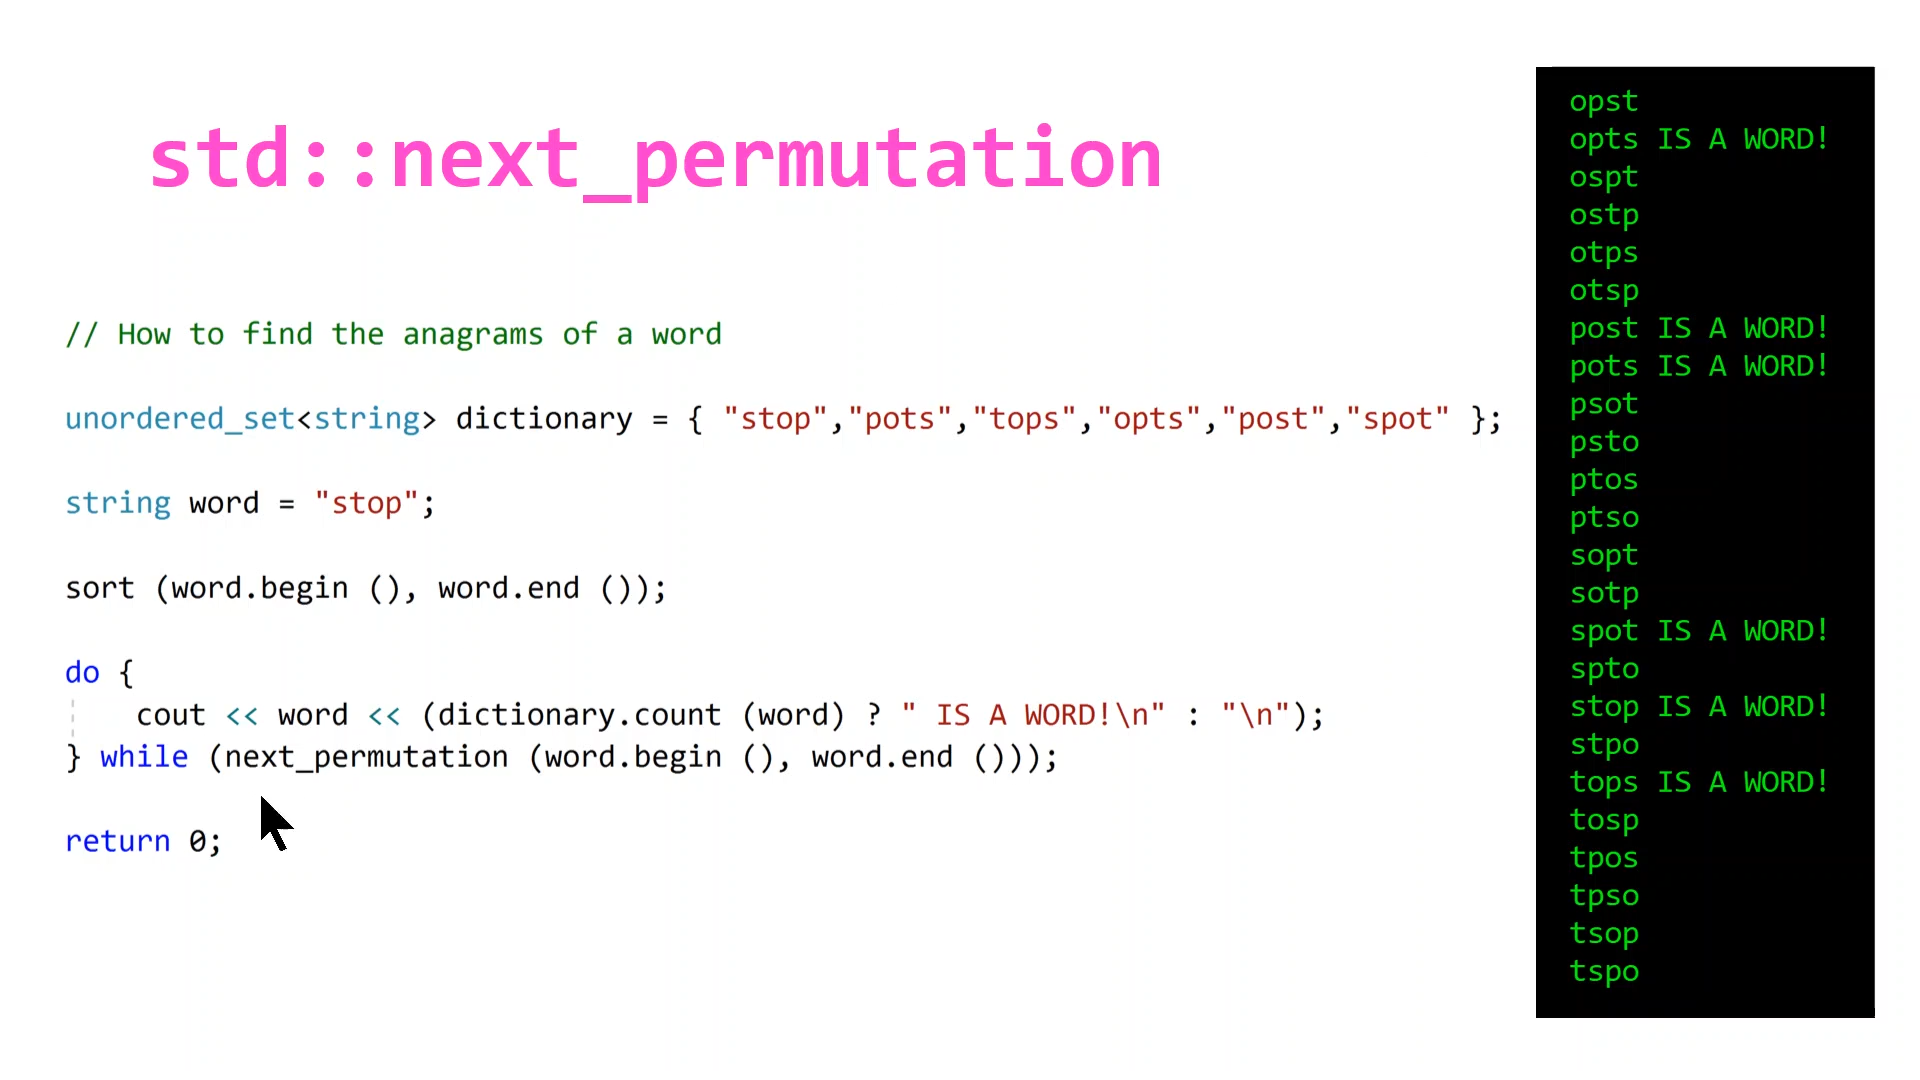 std::next_permutation
// How to find the anagrams of a word
unordered_set<string> dictionary = { "stop","pots","tops","opts","post","spot" };
string word = "stop";
sort (word.begin (), word.end ());
do {
    cout << word << (dictionary.count (word) ? " IS A WORD!\n" : "\n");
} while (next_permutation (word.begin (), word.end ()));
return 0;
opst
opts IS A WORD!
ospt
ostp
otps
otsp
post IS A WORD!
pots IS A WORD!
psot
psto
ptos
ptso
sopt
sotp
spot IS A WORD!
spto
stop IS A WORD!
stpo
tops IS A WORD!
tosp
tpos
tpso
tsop
tspo